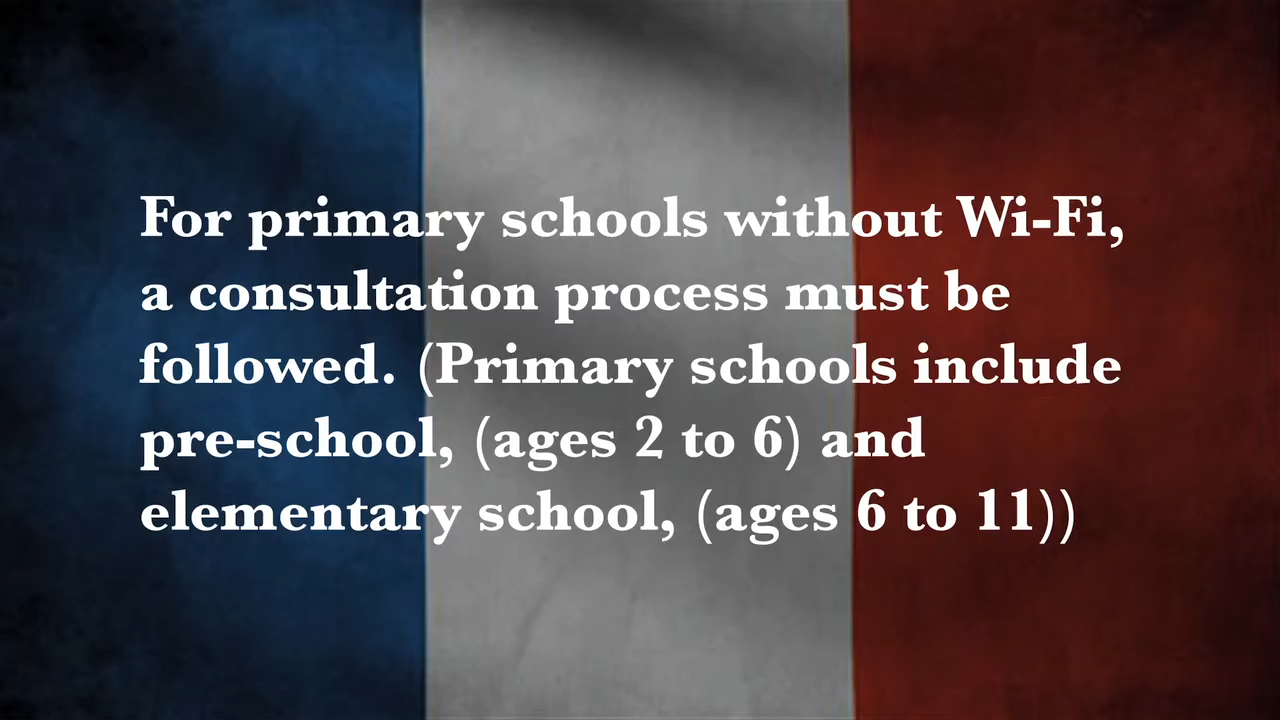 For primary schools without Wi-Fi,
a consultation process must be
followed. (Primary schools include
pre-school, (ages 2 to 6) and
elementary school, (ages 6 to 11))